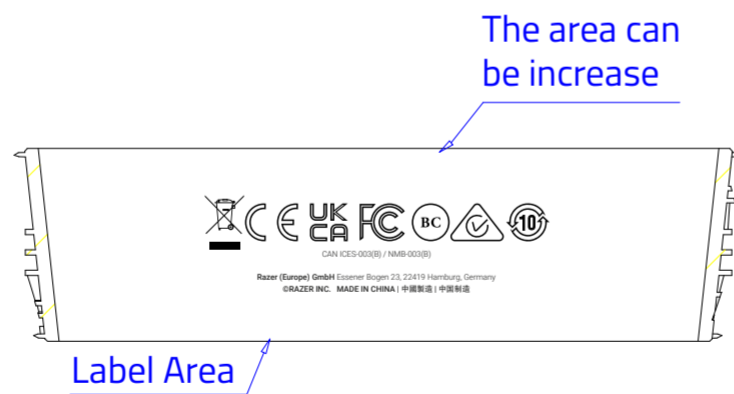 The area can
be increase
UK
CA
FC
BC
10
CAN ICES-003(B) / NMB-003(B)
Razer (Europe) GmbH Essener Bogen 23, 22419 Hamburg, Germany
©RAZER INC. MADE IN CHINA | 中國製造 | 中国制造
Label Area